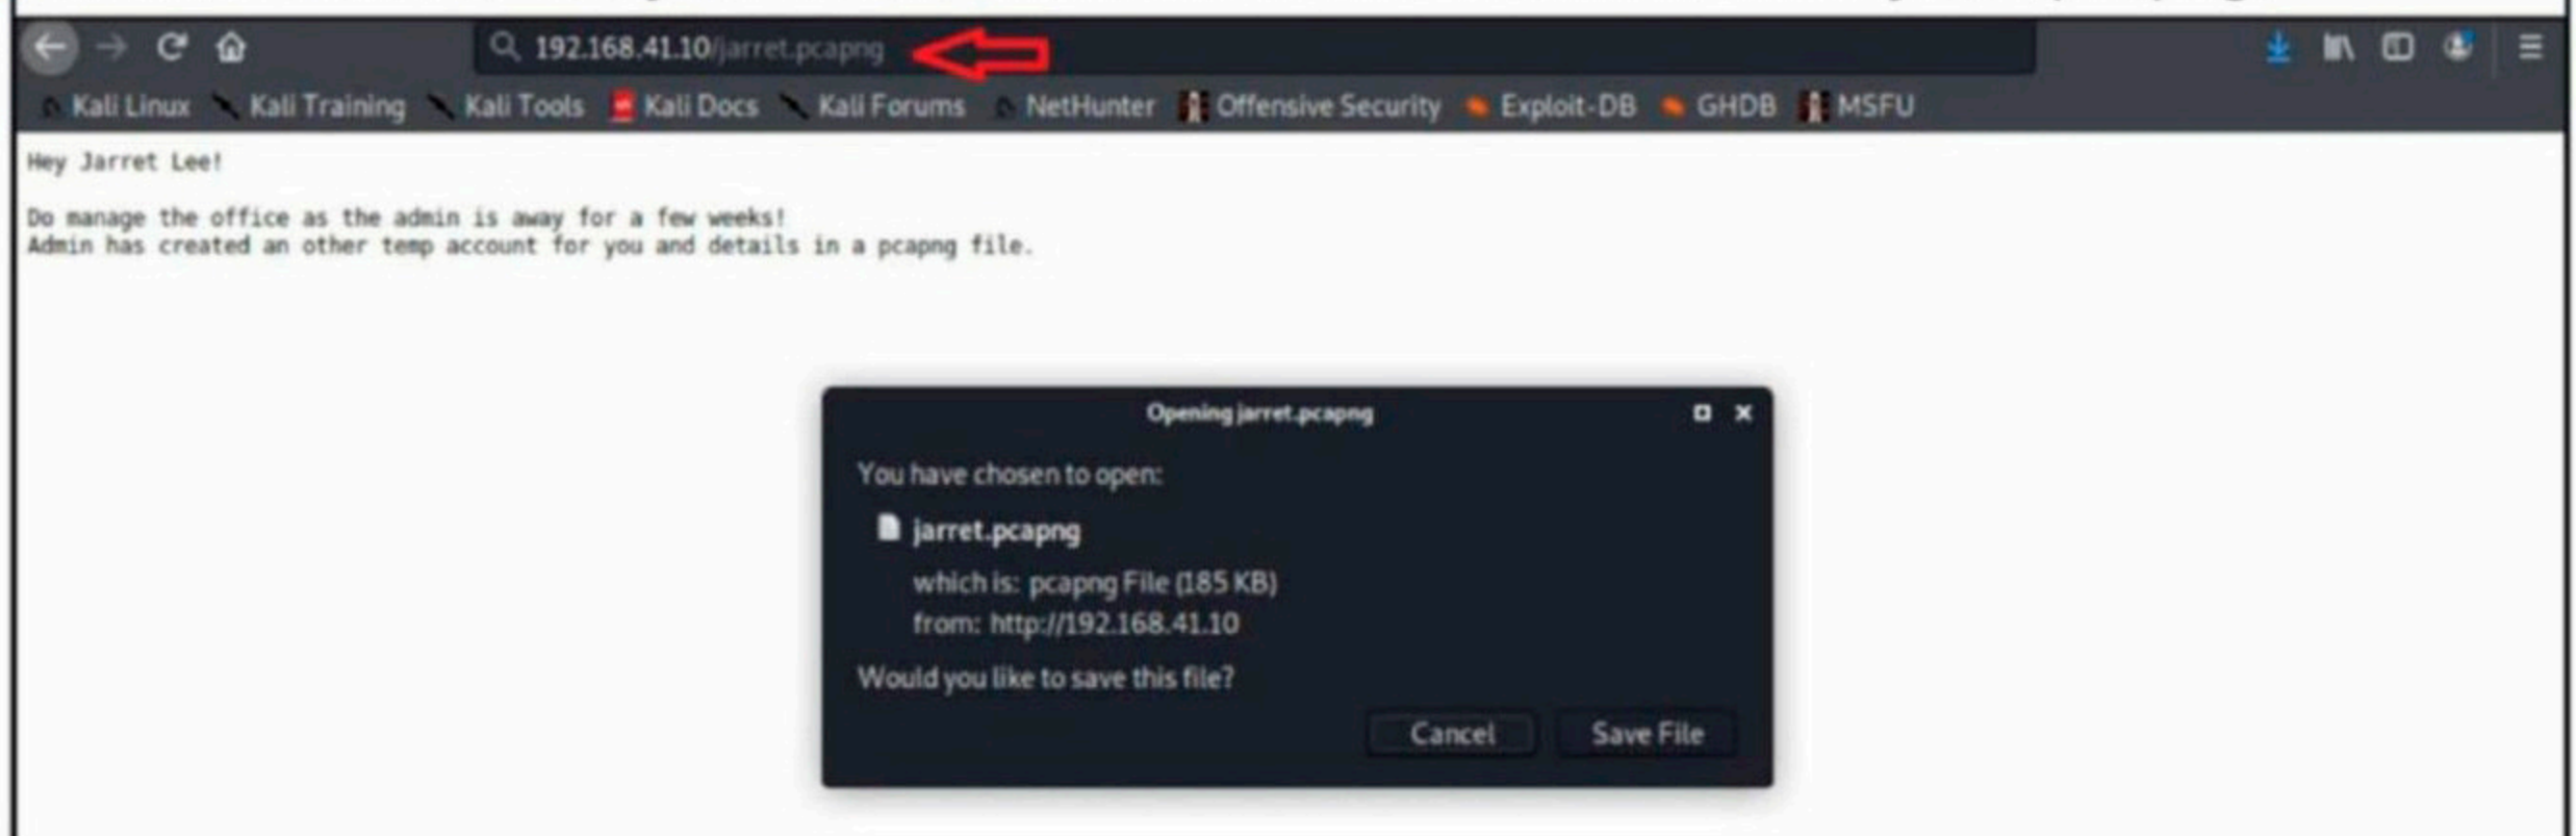 192.168.41.10/jarret.pcapng
Kali Linux Kali Training Kali Tools Kali Docs Kali Forums NetHunter Offensive Security Exploit-DB GHDB MSFU
Hey Jarret Lee!
Do manage the office as the admin is away for a few weeks!
Admin has created an other temp account for you and details in a pcapng file.
Opening jarret.pcapng
You have chosen to open:
jarret.pcapng
which is: pcapng File (185 KB)
from: http://192.168.41.10
Would you like to save this file?
Cancel Save File